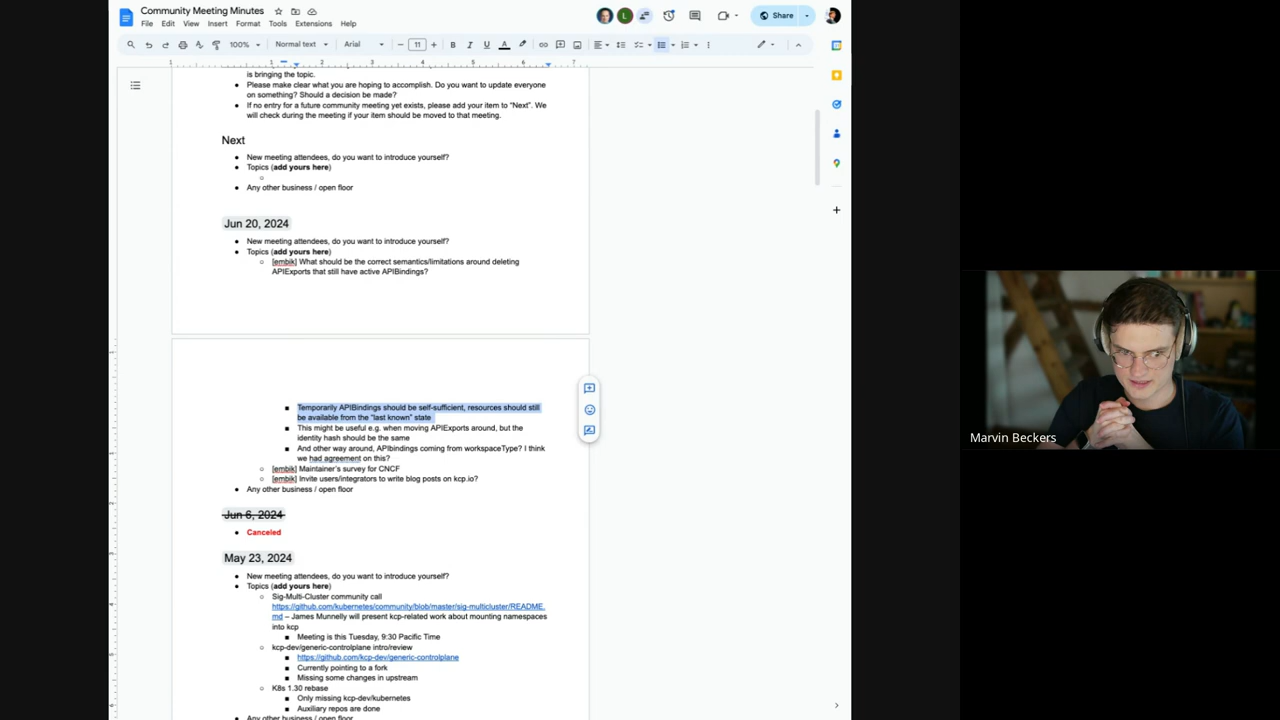 Community Meeting Minutes
File Edit View Insert Format Tools Extensions Help
L
Share
100% Normal text Arial 11
1 1 2 3 4 5 6 7
is bringing the topic.
Please make clear what you are hoping to accomplish. Do you want to update everyone
on something? Should a decision be made?
If no entry for a future community meeting yet exists, please add your item to "Next". We
will check during the meeting if your item should be moved to that meeting.
Next
New meeting attendees, do you want to introduce yourself?
Topics (add yours here)
Any other business / open floor
Jun 20, 2024
New meeting attendees, do you want to introduce yourself?
Topics (add yours here)
[embik] What should be the correct semantics/limitations around deleting
APIExports that still have active APIBindings?
Temporarily APIBindings should be self-sufficient, resources should still
be available from the "last known" state
This might be useful e.g. when moving APIExports around, but the
identity hash should be the same
And other way around, APIbindings coming from workspaceType? I think
we had agreement on this?
[embik] Maintainer's survey for CNCF
[embik] Invite users/integrators to write blog posts on kcp.io?
Any other business / open floor
Jun 6, 2024
Canceled
May 23, 2024
New meeting attendees, do you want to introduce yourself?
Topics (add yours here)
Sig-Multi-Cluster community call
https://github.com/kubernetes/community/blob/master/sig-multicluster/README.
md – James Munnelly will present kcp-related work about mounting namespaces
into kcp
Meeting is this Tuesday, 9:30 Pacific Time
kcp-dev/generic-controlplane intro/review
https://github.com/kcp-dev/generic-controlplane
Currently pointing to a fork
Missing some changes in upstream
K8s 1.30 rebase
Only missing kcp-dev/kubernetes
Auxiliary repos are done
Any other business / open floor
Marvin Beckers